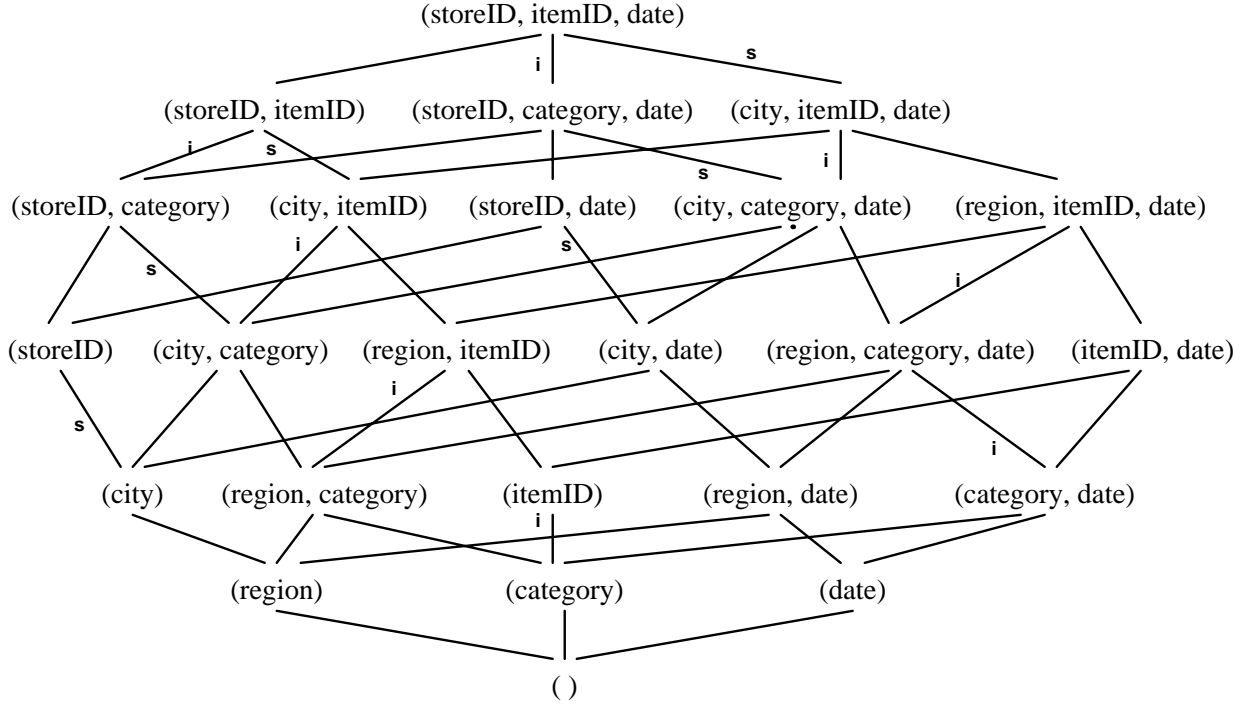 (storeID, itemID, date)
i s
(storeID, itemID) (storeID, category, date) (city, itemID, date)
i s s i
(storeID, category) (city, itemID) (storeID, date) (city, category, date) (region, itemID, date)
s i s i
(storeID) (city, category) (region, itemID) (city, date) (region, category, date) (itemID, date)
s i i
(city) (region, category) (itemID) (region, date) (category, date)
i
(region) (category) (date)
( )